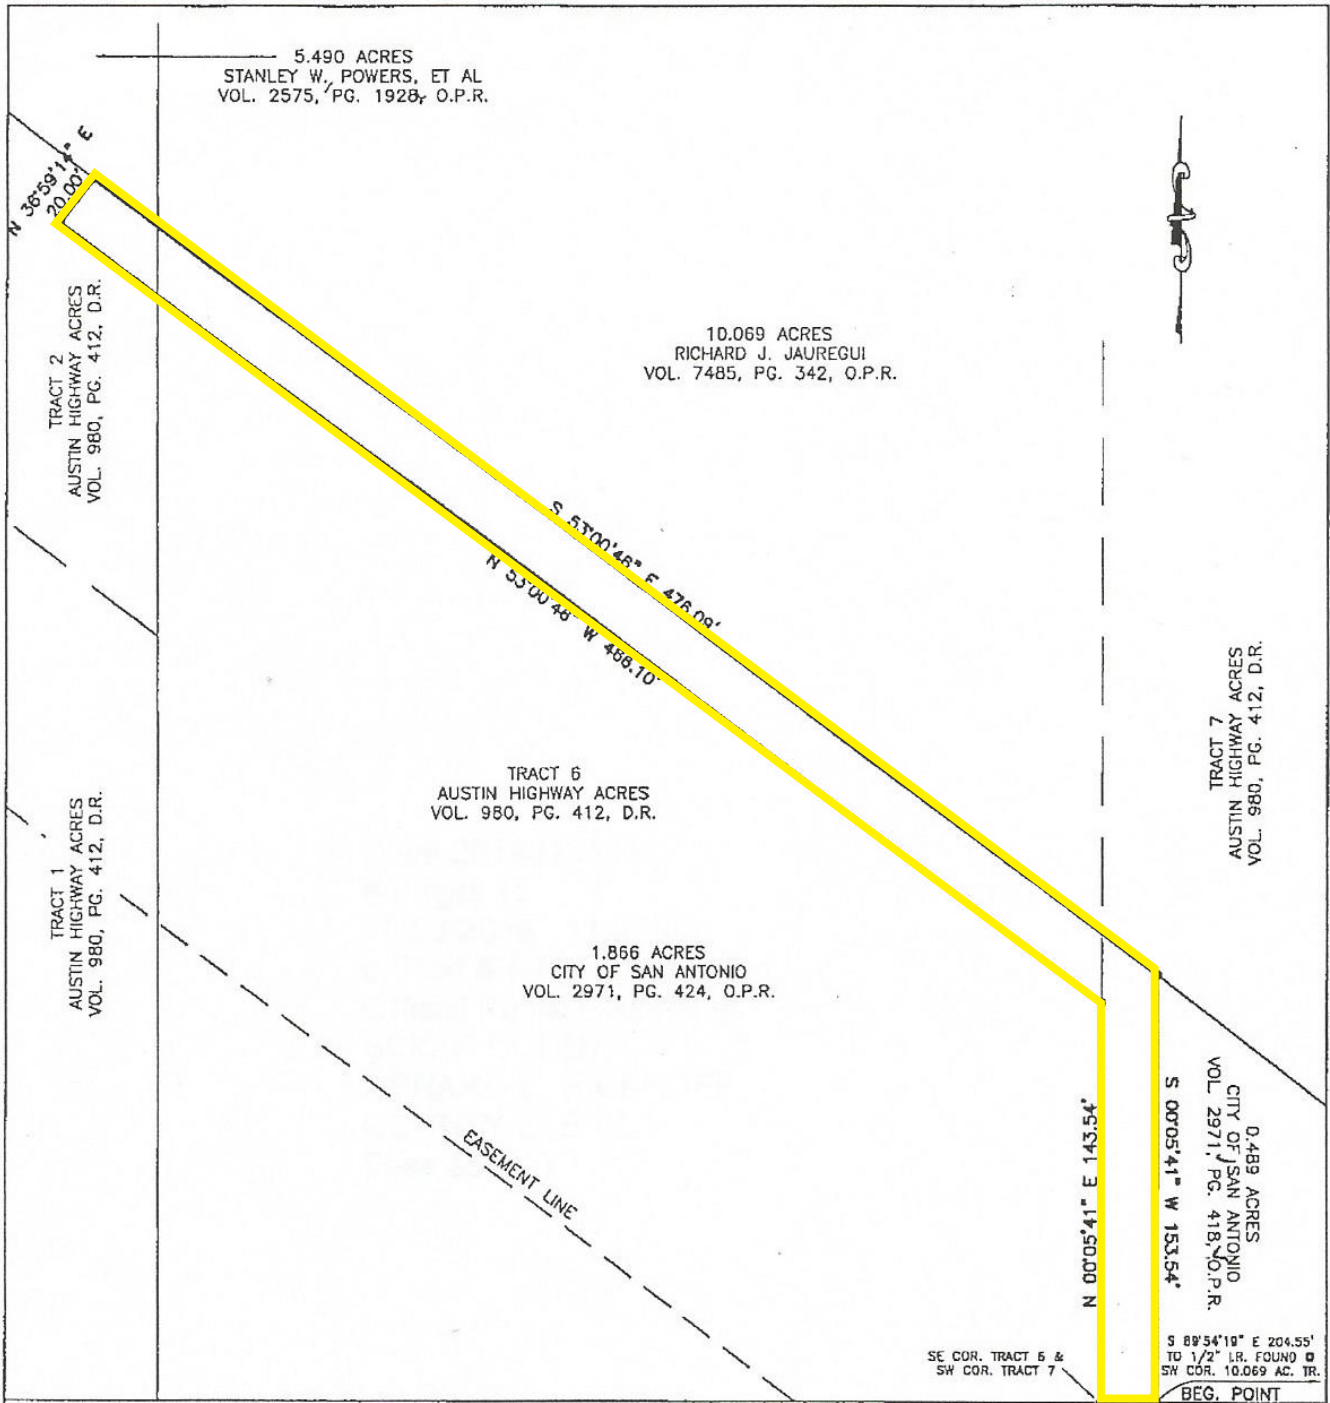 5.490 ACRES
STANLEY W. POWERS, ET AL
VOL. 2575, PG. 1928, O.P.R.
N 36°59'14" E
20.00'
TRACT 2
AUSTIN HIGHWAY ACRES
VOL. 980, PG. 412, D.R.
10.069 ACRES
RICHARD J. JAUREGUI
VOL. 7485, PG. 342, O.P.R.
S 53°00'46" E 476.09'
N 53°00'46" W 468.10'
TRACT 7
AUSTIN HIGHWAY ACRES
VOL. 980, PG. 412, D.R.
TRACT 6
AUSTIN HIGHWAY ACRES
VOL. 980, PG. 412, D.R.
TRACT 1
AUSTIN HIGHWAY ACRES
VOL. 980, PG. 412, D.R.
1.866 ACRES
CITY OF SAN ANTONIO
VOL. 2971, PG. 424, O.P.R.
EASEMENT LINE
N 00°05'41" E 143.54'
S 00°05'41" W 153.54'
0.489 ACRES
CITY OF SAN ANTONIO
VOL. 2971, PG. 418, O.P.R.
SE COR. TRACT 6 &
SW COR. TRACT 7
S 89°54'19" E 204.55'
TO 1/2" I.R. FOUND @
SW COR. 10.069 AC. TR.
BEG. POINT